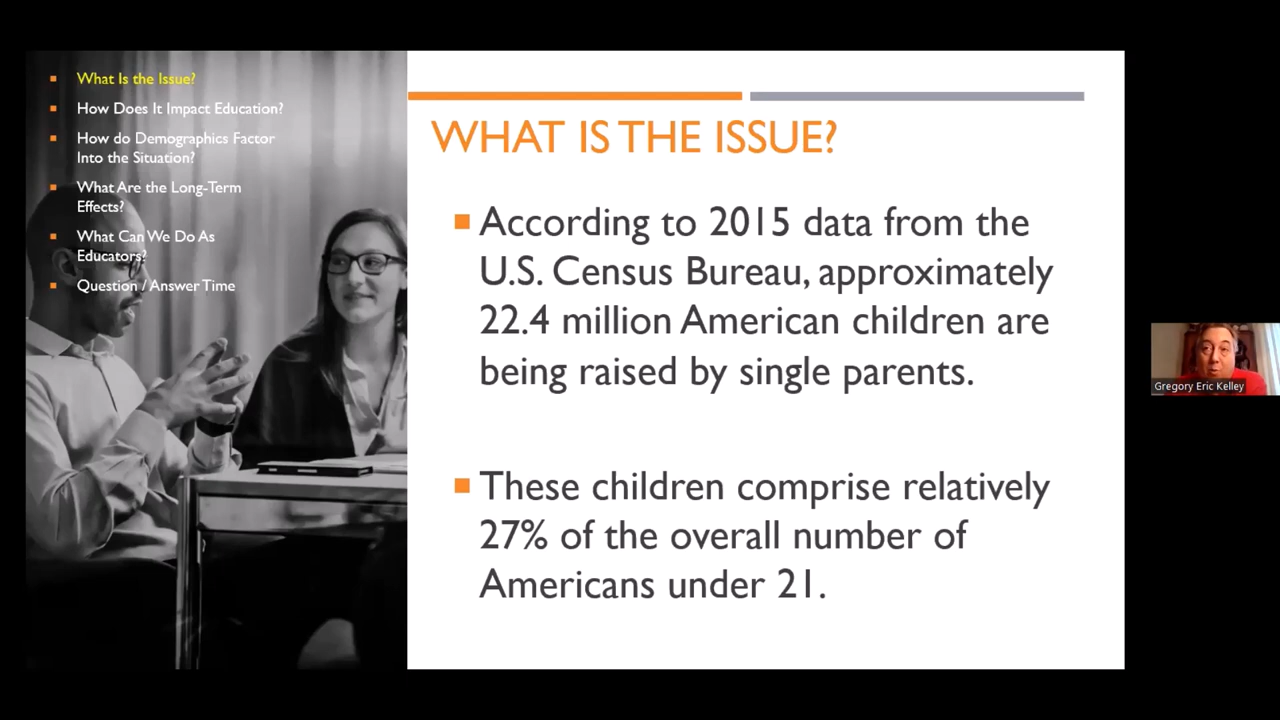 What Is the Issue?
How Does It Impact Education?
How do Demographics Factor
Into the Situation?
What Are the Long-Term
Effects?
What Can We Do As
Educators?
Question / Answer Time
WHAT IS THE ISSUE?
According to 2015 data from the
U.S. Census Bureau, approximately
22.4 million American children are
being raised by single parents.
These children comprise relatively
27% of the overall number of
Americans under 21.
Gregory Eric Kelley